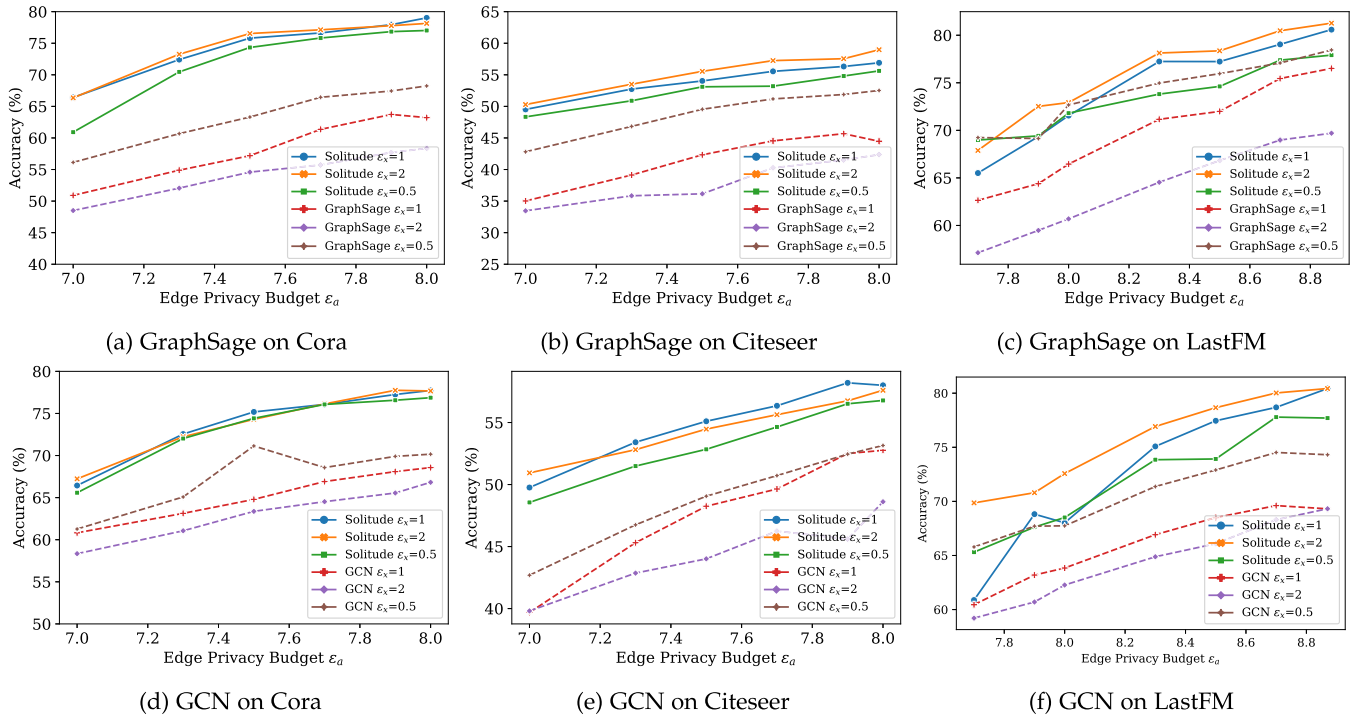 80
75
70
65
60
55
50
45
40
Accuracy (%)
7.0 7.2 7.4 7.6 7.8 8.0
Edge Privacy Budget εₐ
Solitude εₓ=1
Solitude εₓ=2
Solitude εₓ=0.5
GraphSage εₓ=1
GraphSage εₓ=2
GraphSage εₓ=0.5
(a) GraphSage on Cora
65
60
55
50
45
40
35
30
25
Accuracy (%)
7.0 7.2 7.4 7.6 7.8 8.0
Edge Privacy Budget εₐ
Solitude εₓ=1
Solitude εₓ=2
Solitude εₓ=0.5
GraphSage εₓ=1
GraphSage εₓ=2
GraphSage εₓ=0.5
(b) GraphSage on Citeseer
80
75
70
65
60
Accuracy (%)
7.8 8.0 8.2 8.4 8.6 8.8
Edge Privacy Budget εₐ
Solitude εₓ=1
Solitude εₓ=2
Solitude εₓ=0.5
GraphSage εₓ=1
GraphSage εₓ=2
GraphSage εₓ=0.5
(c) GraphSage on LastFM
80
75
70
65
60
55
50
Accuracy (%)
7.0 7.2 7.4 7.6 7.8 8.0
Edge Privacy Budget εₐ
Solitude εₓ=1
Solitude εₓ=2
Solitude εₓ=0.5
GCN εₓ=1
GCN εₓ=2
GCN εₓ=0.5
(d) GCN on Cora
55
50
45
40
Accuracy (%)
7.0 7.2 7.4 7.6 7.8 8.0
Edge Privacy Budget εₐ
Solitude εₓ=1
Solitude εₓ=2
Solitude εₓ=0.5
GCN εₓ=1
GCN εₓ=2
GCN εₓ=0.5
(e) GCN on Citeseer
80
75
70
65
60
Accuracy (%)
7.8 8.0 8.2 8.4 8.6 8.8
Edge Privacy Budget εₐ
Solitude εₓ=1
Solitude εₓ=2
Solitude εₓ=0.5
GCN εₓ=1
GCN εₓ=2
GCN εₓ=0.5
(f) GCN on LastFM